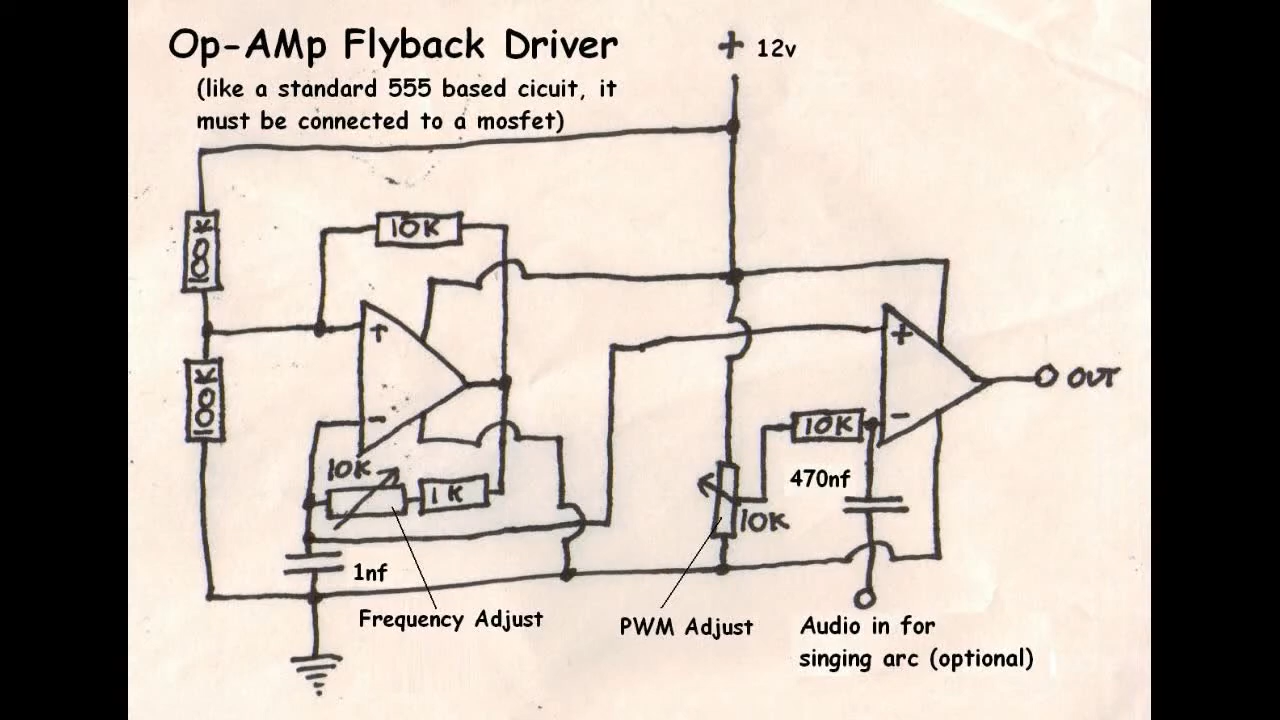 Op-AMp Flyback Driver
+ 12v
(like a standard 555 based cicuit, it
must be connected to a mosfet)
100K
10K
+
-
100K
10K
1K
1nf
Frequency Adjust
+
-
OUT
10K
470nf
10K
PWM Adjust
Audio in for
singing arc (optional)